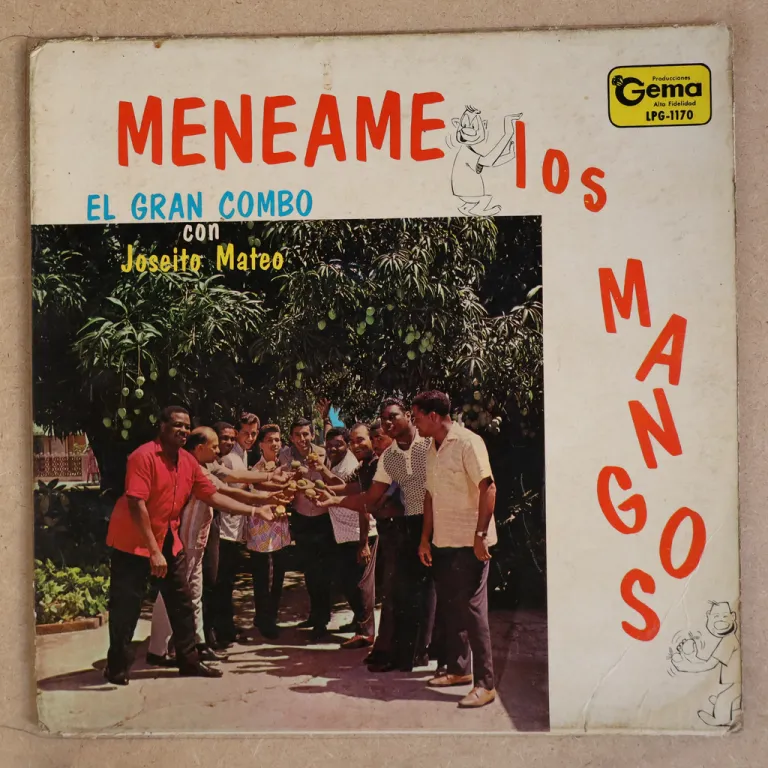 MENEAME los MANGOS
EL GRAN COMBO
con
Joseito Mateo
Producciones
Gema
Alta Fidelidad
LPG-1170